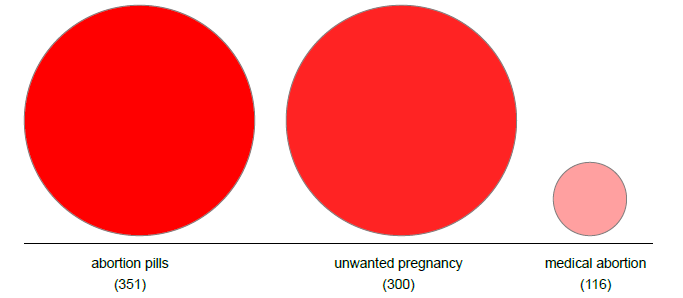 abortion pills unwanted pregnancy medical abortion
(351) (300) (116)